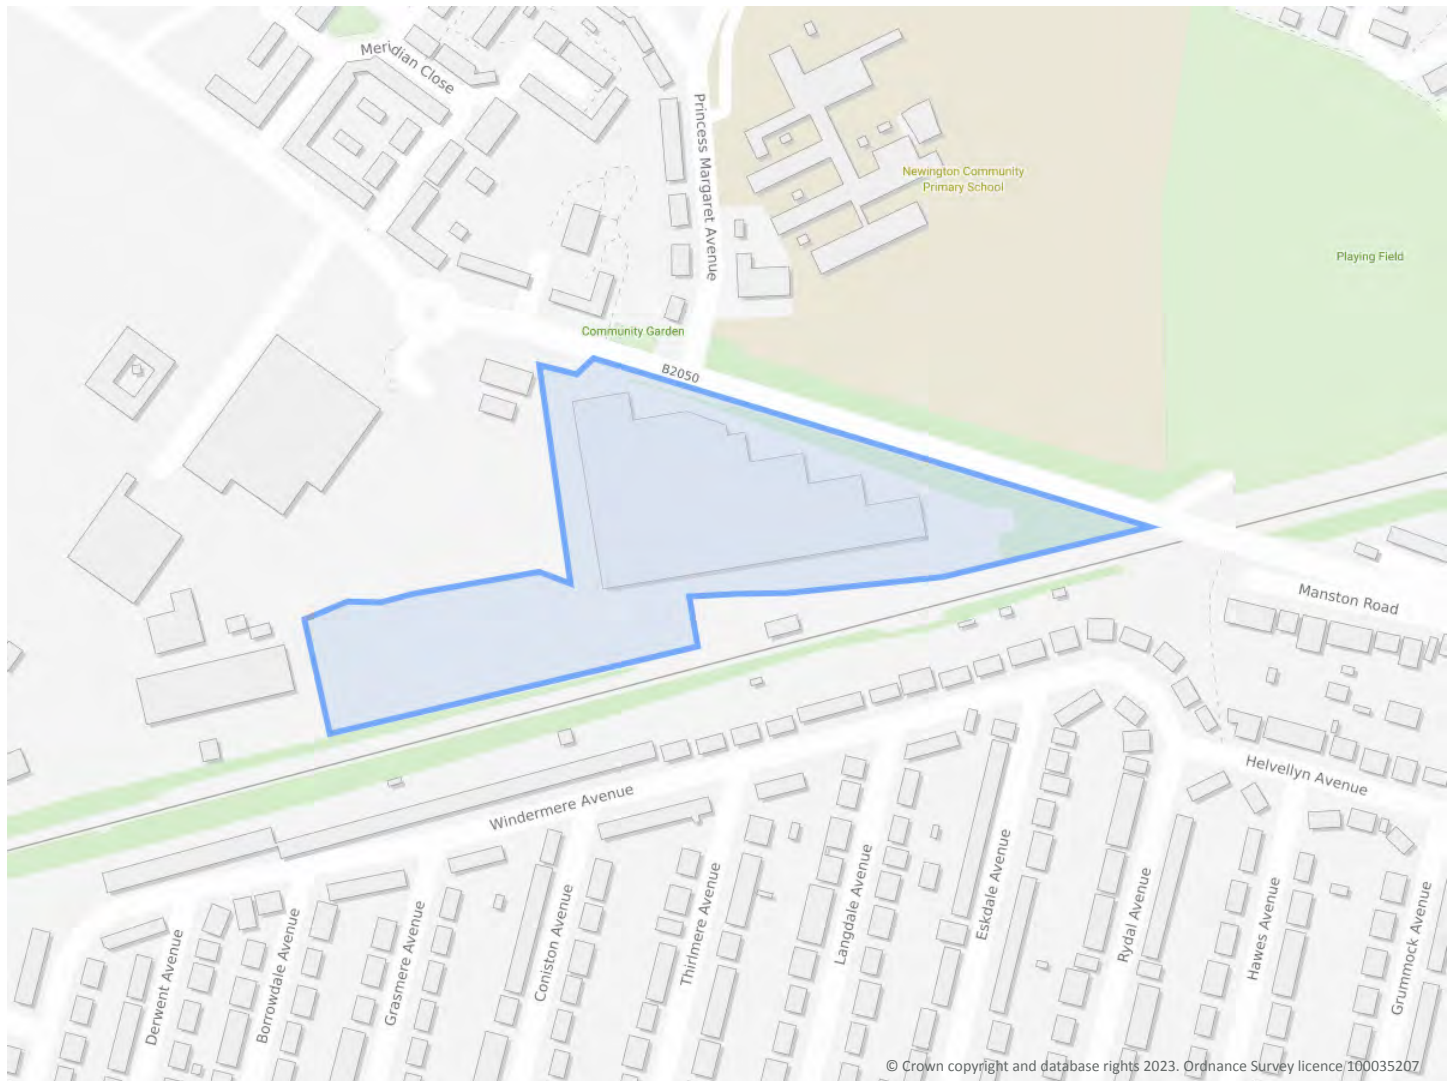 Meridian Close
Princess Margaret Avenue
Newington Community
Primary School
Playing Field
Community Garden
B2050
Manston Road
Helvellyn Avenue
Windermere Avenue
Derwent Avenue
Borrowdale Avenue
Grasmere Avenue
Coniston Avenue
Thirlmere Avenue
Langdale Avenue
Eskdale Avenue
Rydal Avenue
Hawes Avenue
Grummock Avenue
© Crown copyright and database rights 2023. Ordnance Survey licence 100035207